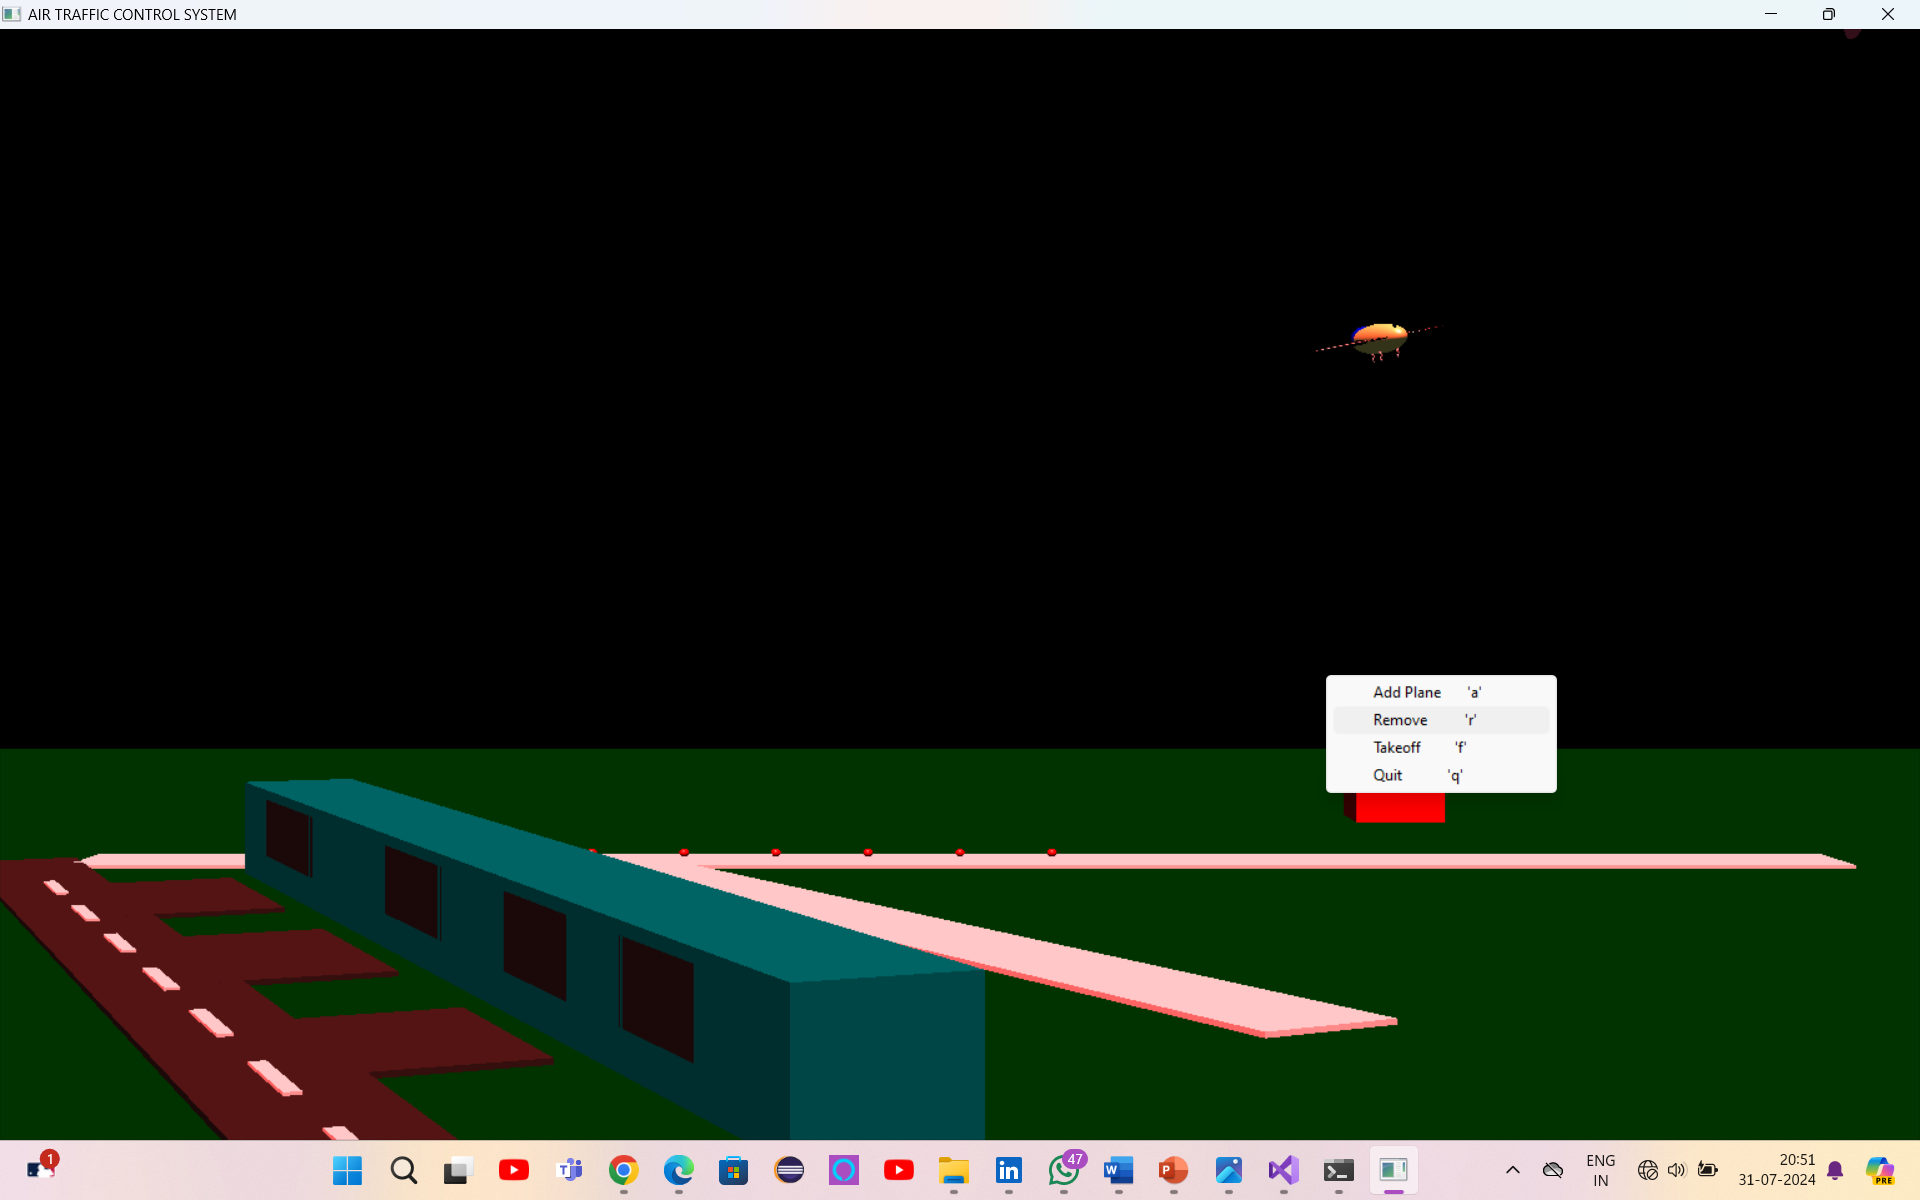 AIR TRAFFIC CONTROL SYSTEM
Add Plane 'a'
Remove 'r'
Takeoff 'f'
Quit 'q'
1
47
ENG
IN
20:51
31-07-2024
PRE